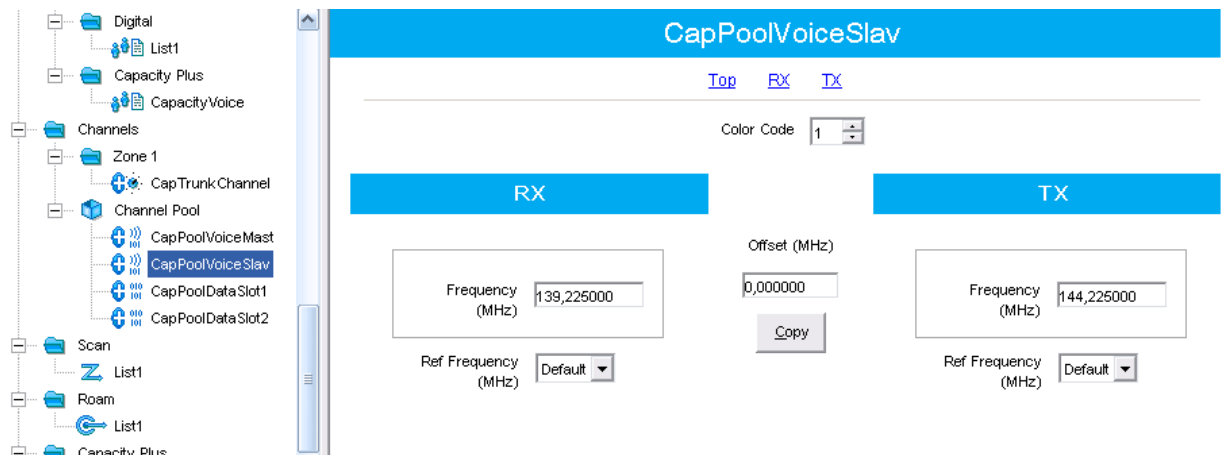 Digital
List1
Capacity Plus
CapacityVoice
Channels
Zone 1
CapTrunkChannel
Channel Pool
CapPoolVoiceMast
CapPoolVoiceSlav
CapPoolDataSlot1
CapPoolDataSlot2
Scan
List1
Roam
List1
Capacity Plus
CapPoolVoiceSlav
Top RX TX
Color Code 1
RX
Frequency
(MHz)
139,225000
Ref Frequency
(MHz)
Default
Offset (MHz)
0,000000
Copy
TX
Frequency
(MHz)
144,225000
Ref Frequency
(MHz)
Default